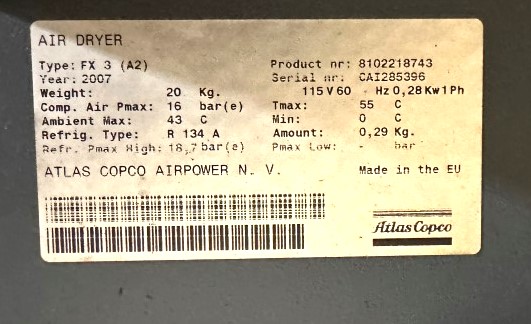 AIR DRYER
Type: FX 3 (A2) Product nr: 8102218743
Year: 2007 Serial nr: CAI285396
Weight: 20 Kg. 115 V 60 - Hz 0,28 Kw 1 Ph
Comp. Air Pmax: 16 bar(e) Tmax: 55 C
Ambient Max: 43 C Min: 0 C
Refrig. Type: R 134 A Amount: 0,29 Kg.
Refr. Pmax High: 18,7 bar(e) Pmax Low: - bar
ATLAS COPCO AIRPOWER N. V. Made in the EU
Atlas Copco